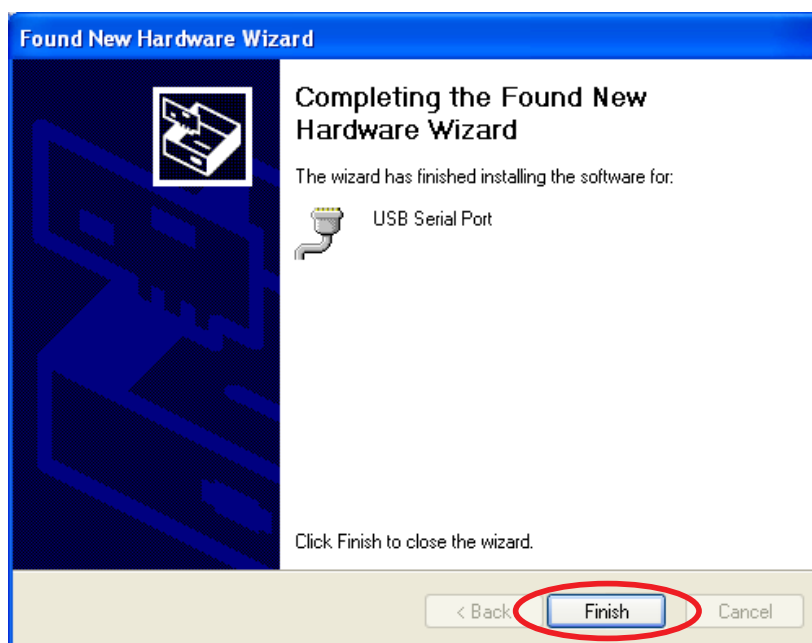 Found New Hardware Wizard
Completing the Found New
Hardware Wizard
The wizard has finished installing the software for:
USB Serial Port
Click Finish to close the wizard.
< Back
Finish
Cancel